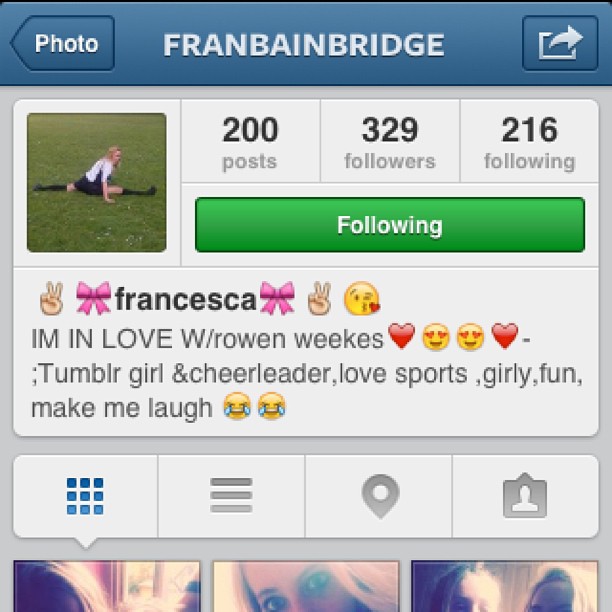 Photo
FRANBAINBRIDGE
200
posts
329
followers
216
following
Following
✌🎀francesca🎀✌😘
IM IN LOVE W/rowen weekes❤😍😍❤-
;Tumblr girl &cheerleader,love sports ,girly,fun,
make me laugh 😂😂